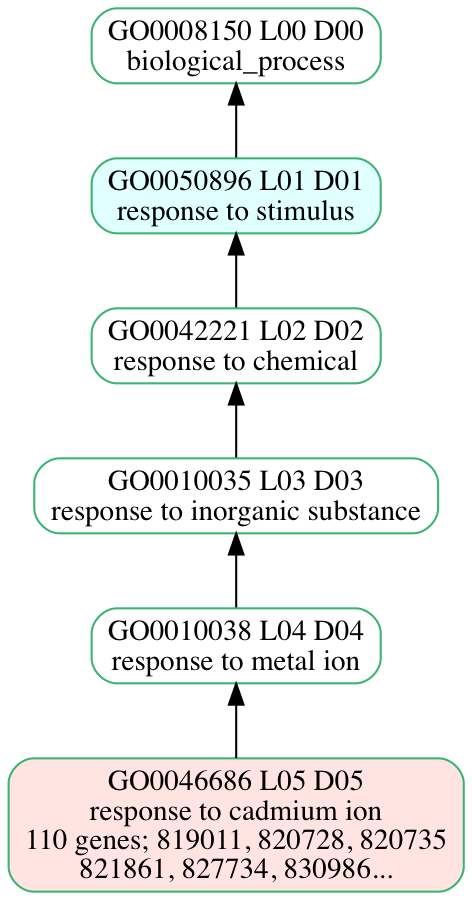 GO0008150 L00 D00
biological_process
GO0050896 L01 D01
response to stimulus
GO0042221 L02 D02
response to chemical
GO0010035 L03 D03
response to inorganic substance
GO0010038 L04 D04
response to metal ion
GO0046686 L05 D05
response to cadmium ion
110 genes; 819011, 820728, 820735
821861, 827734, 830986...